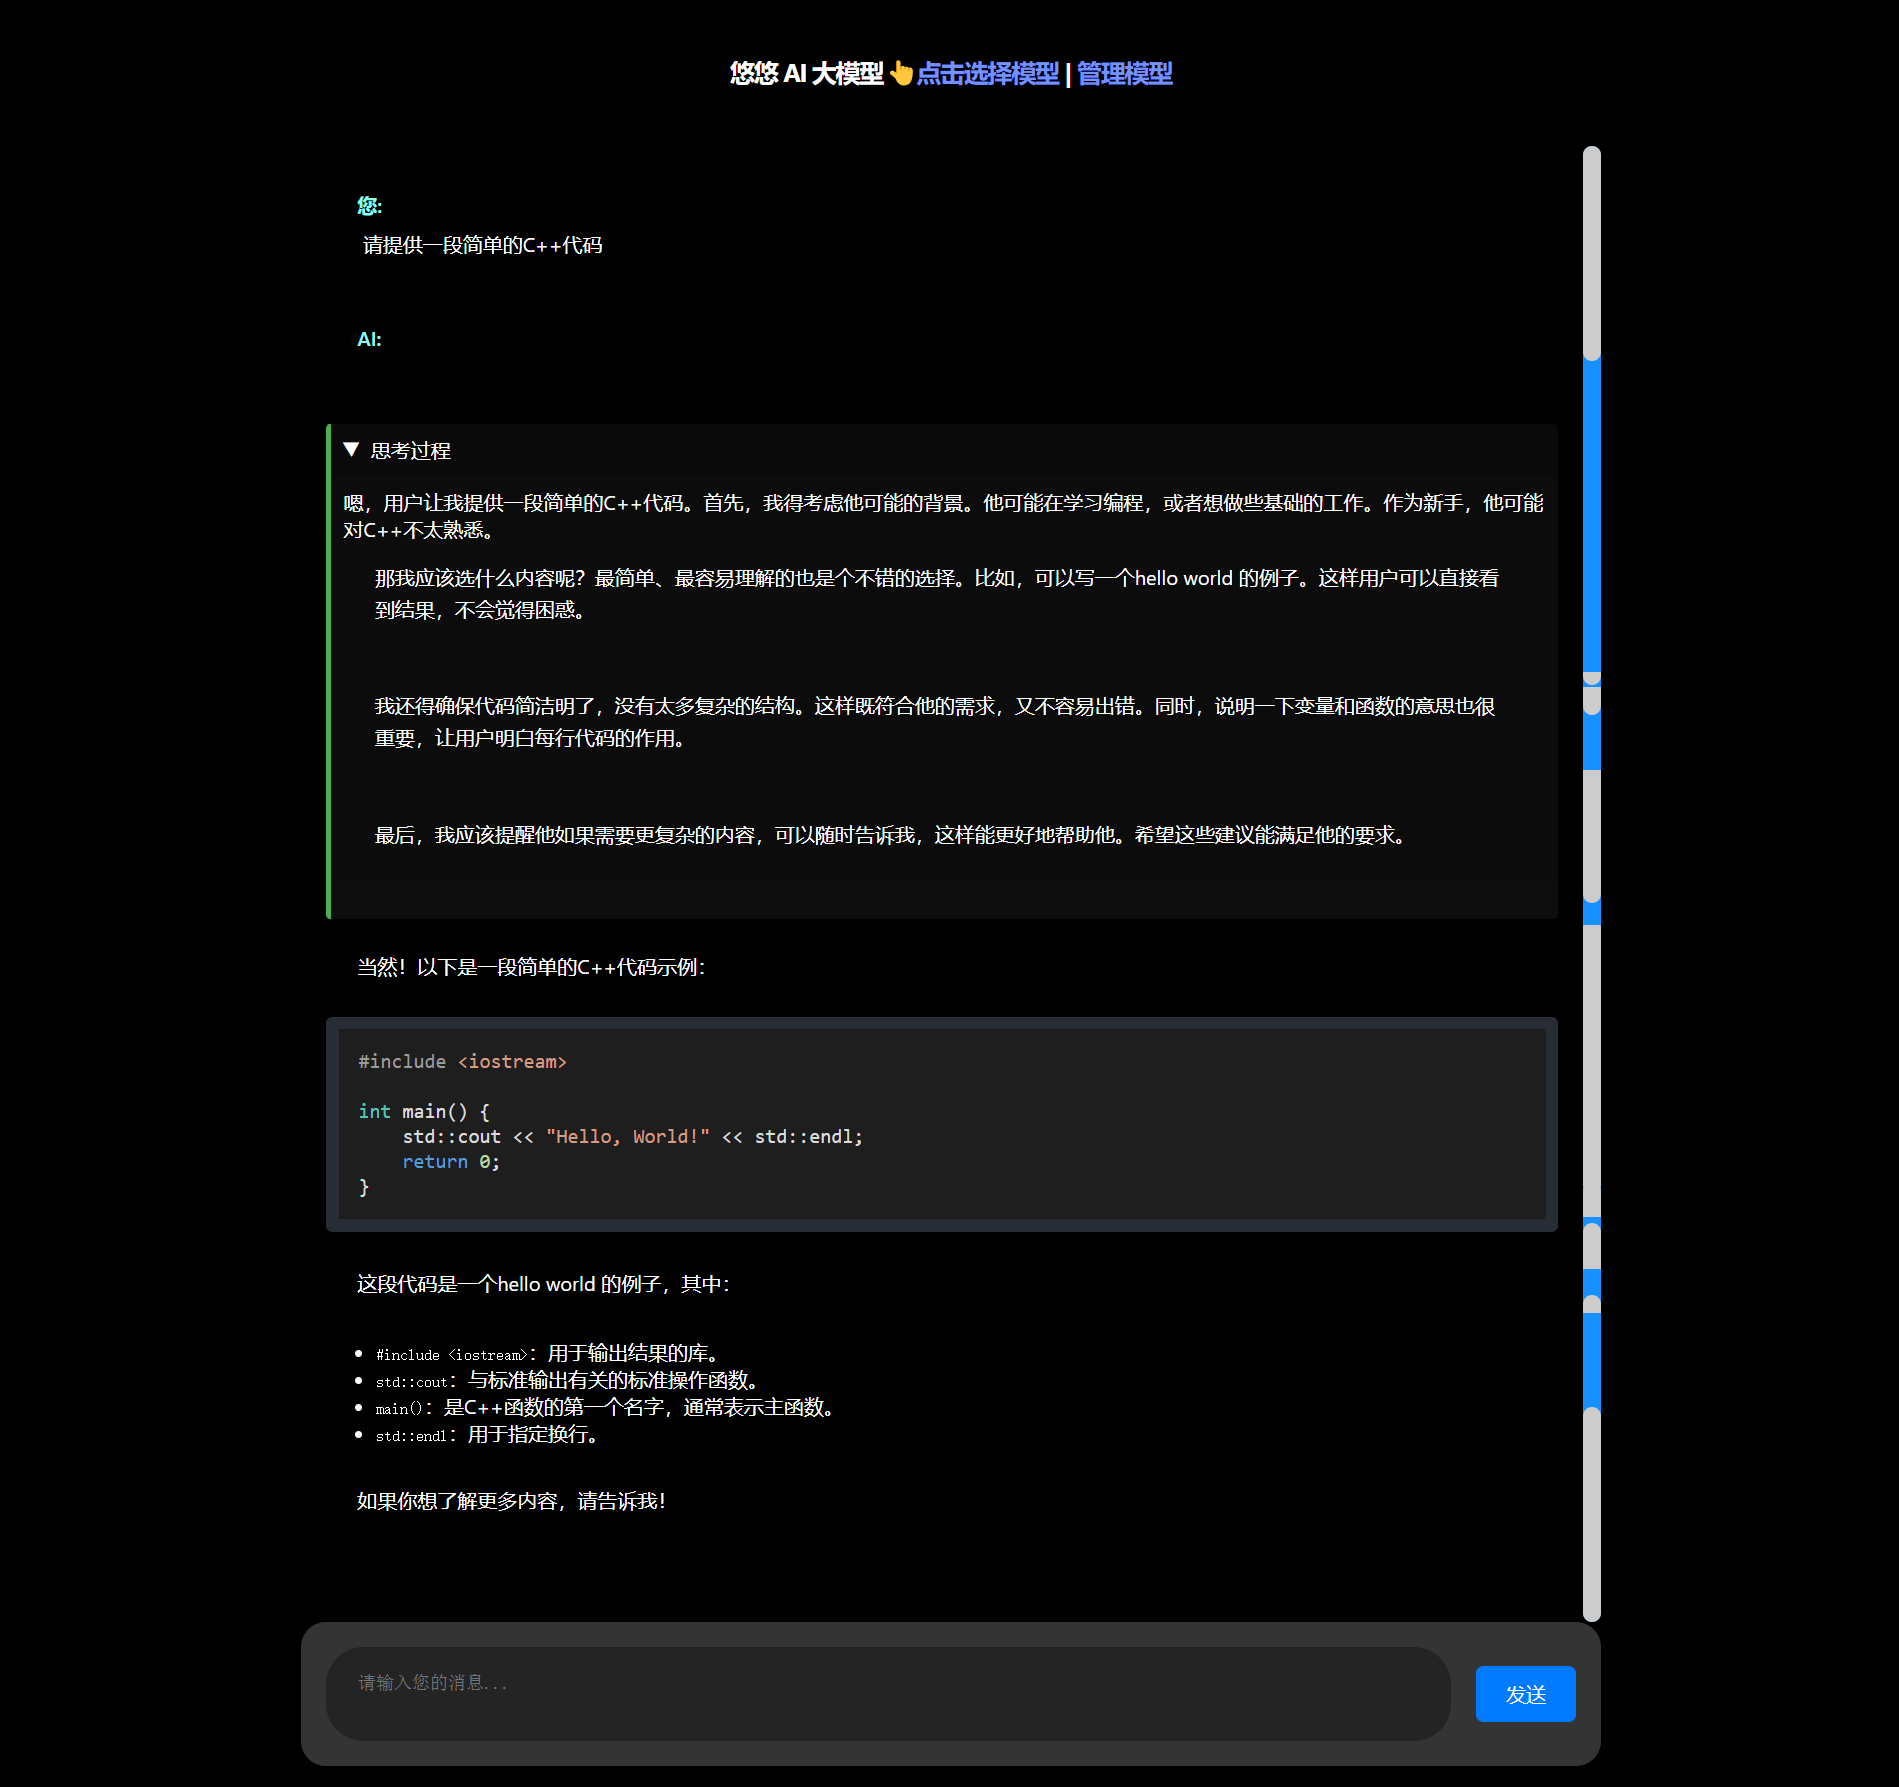 悠悠 AI 大模型👆点击选择模型 | 管理模型
您:
请提供一段简单的C++代码
AI:
▼ 思考过程
嗯，用户让我提供一段简单的C++代码。首先，我得考虑他可能的背景。他可能在学习编程，或者想做些基础的工作。作为新手，他可能
对C++不太熟悉。
那我应该选什么内容呢？最简单、最容易理解的也是个不错的选择。比如，可以写一个hello world 的例子。这样用户可以直接看
到结果，不会觉得困惑。
我还得确保代码简洁明了，没有太多复杂的结构。这样既符合他的需求，又不容易出错。同时，说明一下变量和函数的意思也很
重要，让用户明白每行代码的作用。
最后，我应该提醒他如果需要更复杂的内容，可以随时告诉我，这样能更好地帮助他。希望这些建议能满足他的要求。
当然！以下是一段简单的C++代码示例：
#include <iostream>
int main() {
    std::cout << "Hello, World!" << std::endl;
    return 0;
}
这段代码是一个hello world 的例子，其中：
• #include <iostream>：用于输出结果的库。
• std::cout：与标准输出有关的标准操作函数。
• main()：是C++函数的第一个名字，通常表示主函数。
• std::endl：用于指定换行。
如果你想了解更多内容，请告诉我！
请输入您的消息...
发送